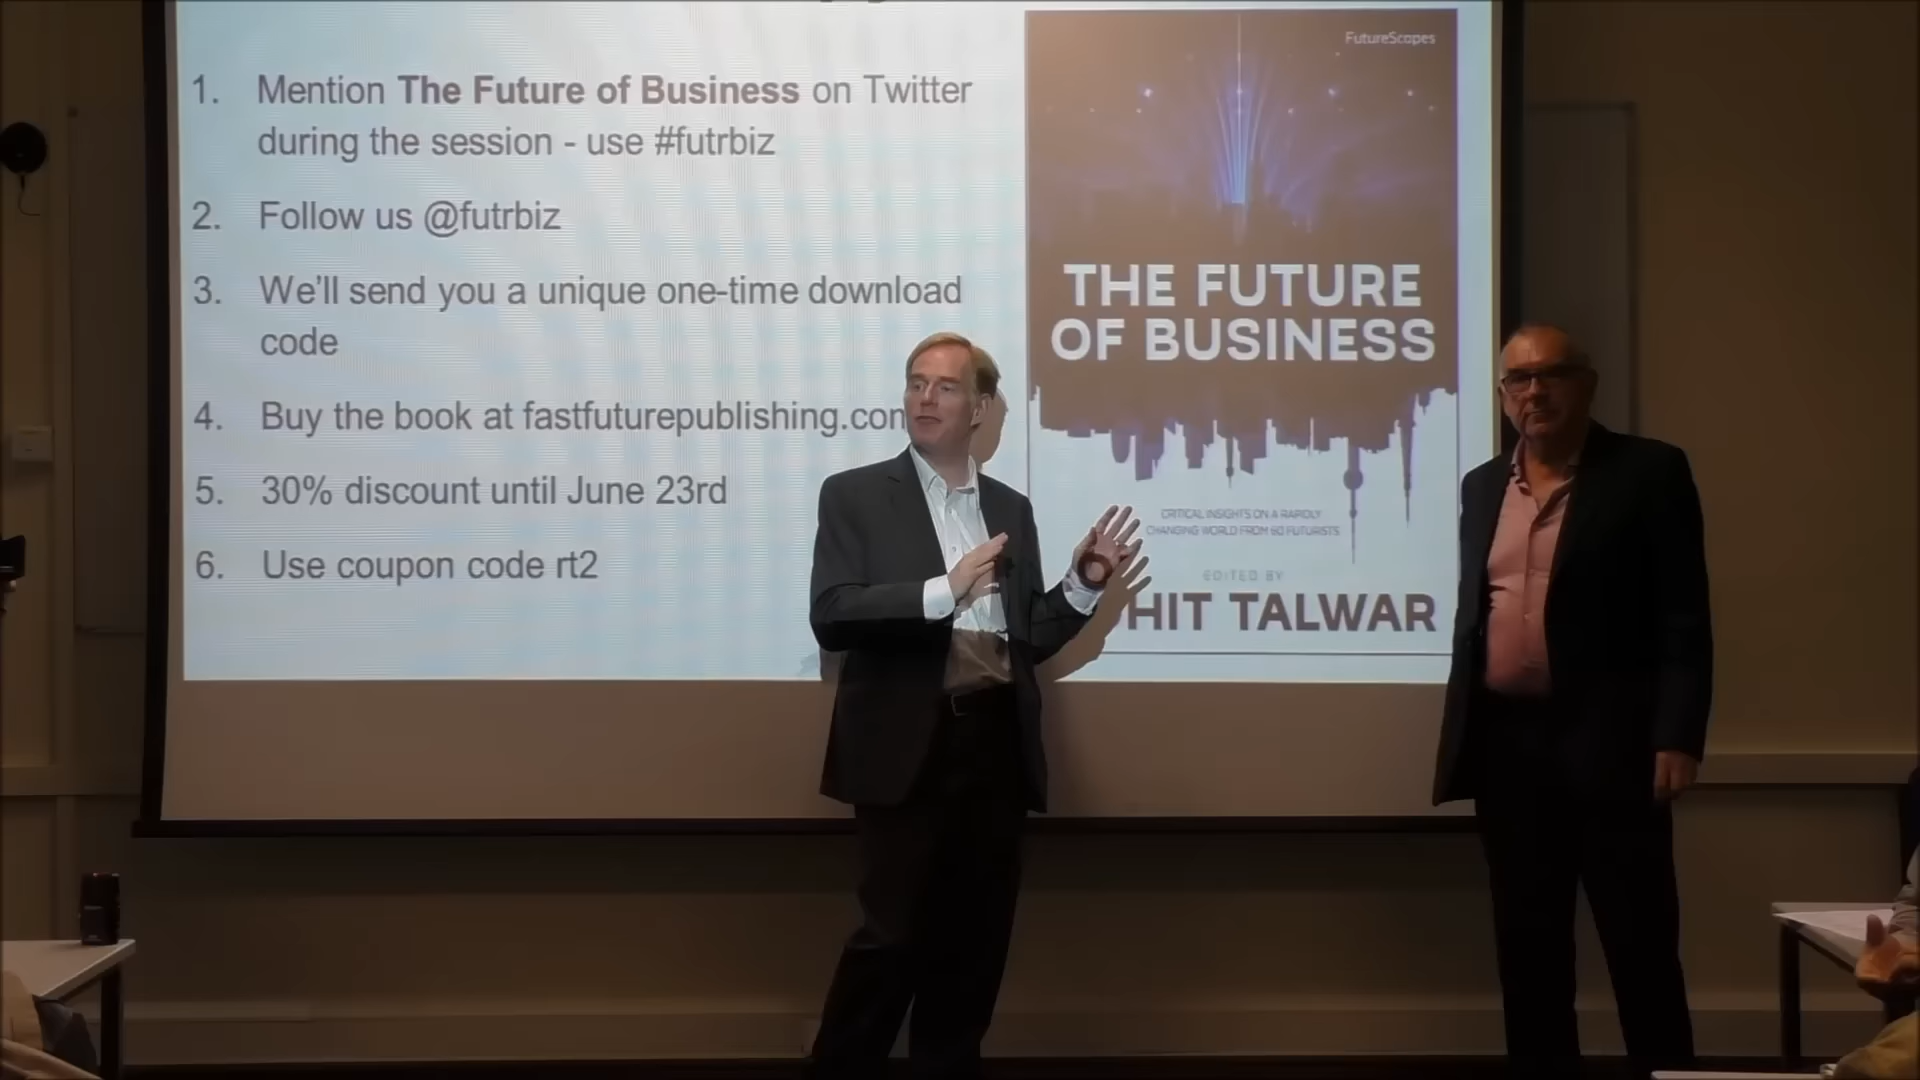 1. Mention The Future of Business on Twitter
during the session - use #futrbiz
2. Follow us @futrbiz
3. We'll send you a unique one-time download
code
4. Buy the book at fastfuturepublishing.com
5. 30% discount until June 23rd
6. Use coupon code rt2
FutureScapes
THE FUTURE
OF BUSINESS
CRITICAL INSIGHTS ON A RAPIDLY
CHANGING WORLD FROM 60 FUTURISTS
EDITED BY
HIT TALWAR